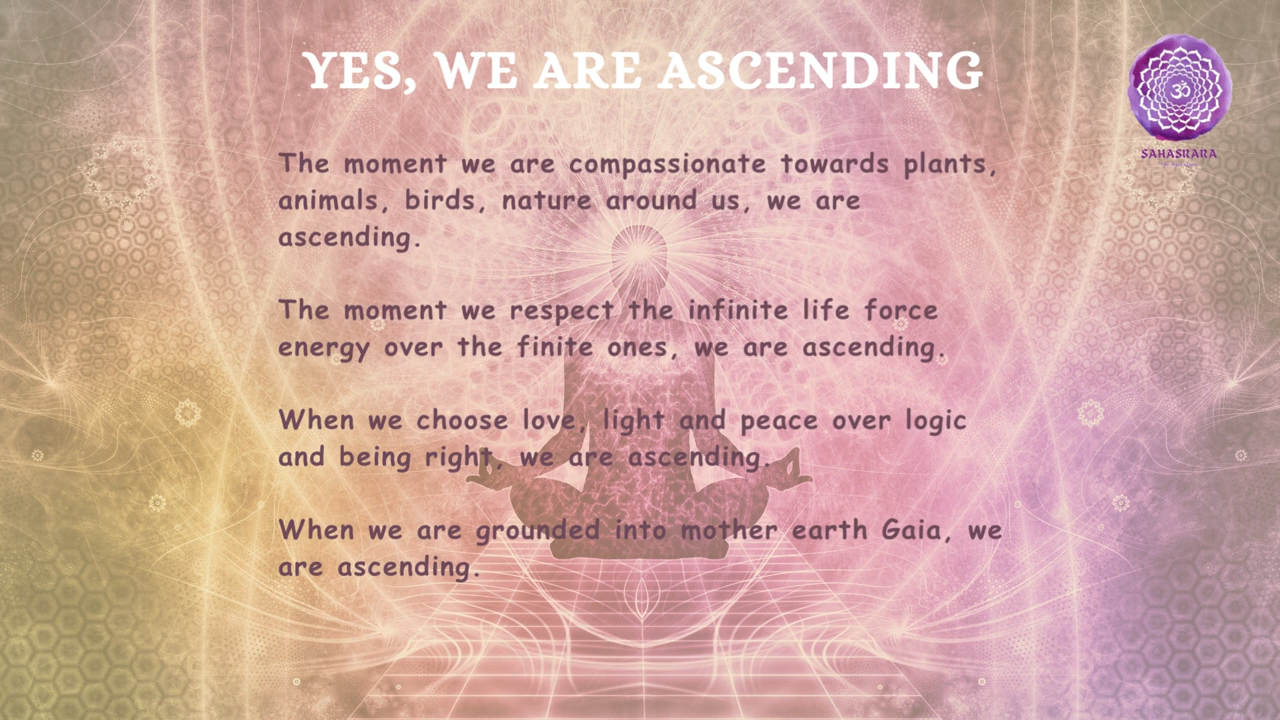 YES, WE ARE ASCENDING
ॐ
SAHASRARA
The moment we are compassionate towards plants,
animals, birds, nature around us, we are
ascending.
The moment we respect the infinite life force
energy over the finite ones, we are ascending.
When we choose love, light and peace over logic
and being right, we are ascending.
When we are grounded into mother earth Gaia, we
are ascending.